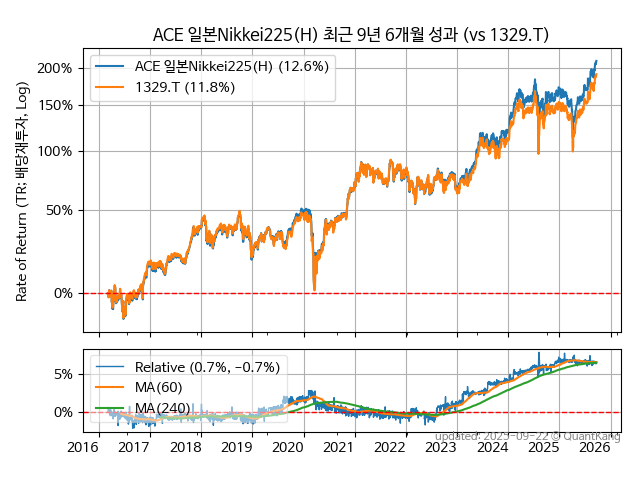 ACE 일본Nikkei225(H) 최근 9년 6개월 성과 (vs 1329.T)
Rate of Return (TR: 배당재투자, Log)
200%
150%
100%
50%
0%
ACE 일본Nikkei225(H) (12.6%)
1329.T (11.8%)
5%
0%
Relative (0.7%, -0.7%)
MA(60)
MA(240)
updated: 2025-09-22 © QuantKang
2016 2017 2018 2019 2020 2021 2022 2023 2024 2025 2026